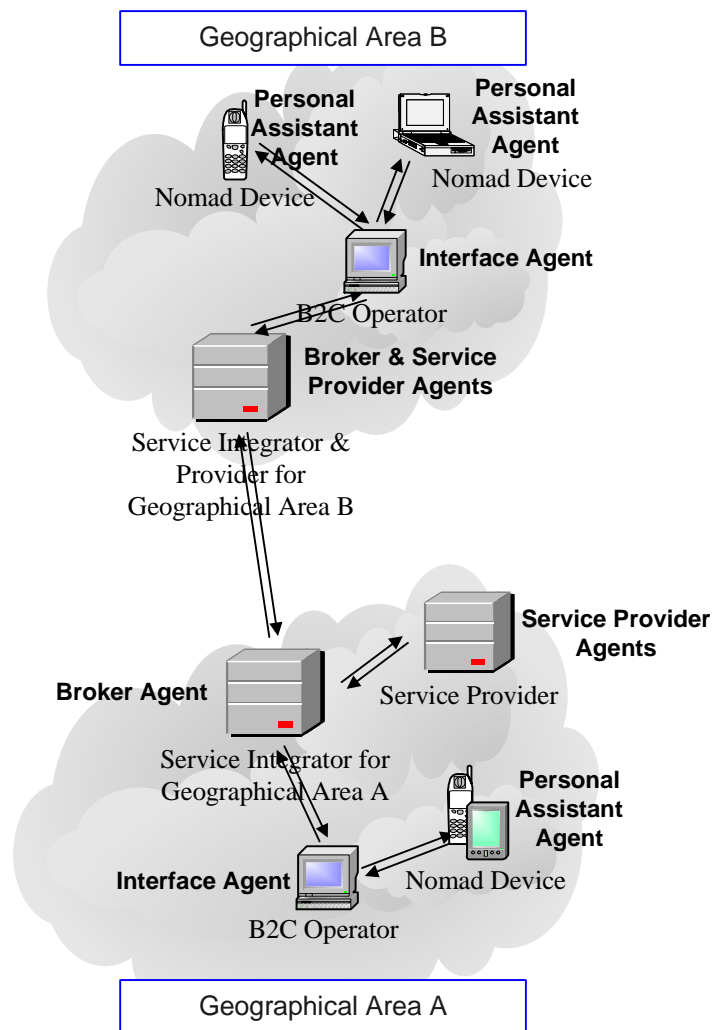 Geographical Area B
Personal
Assistant
Agent
Nomad Device
Personal
Assistant
Agent
Nomad Device
Interface Agent
B2C Operator
Broker & Service
Provider Agents
Service Integrator &
Provider for
Geographical Area B
Service Provider
Agents
Service Provider
Broker Agent
Service Integrator for
Geographical Area A
Personal
Assistant
Agent
Nomad Device
Interface Agent
B2C Operator
Geographical Area A